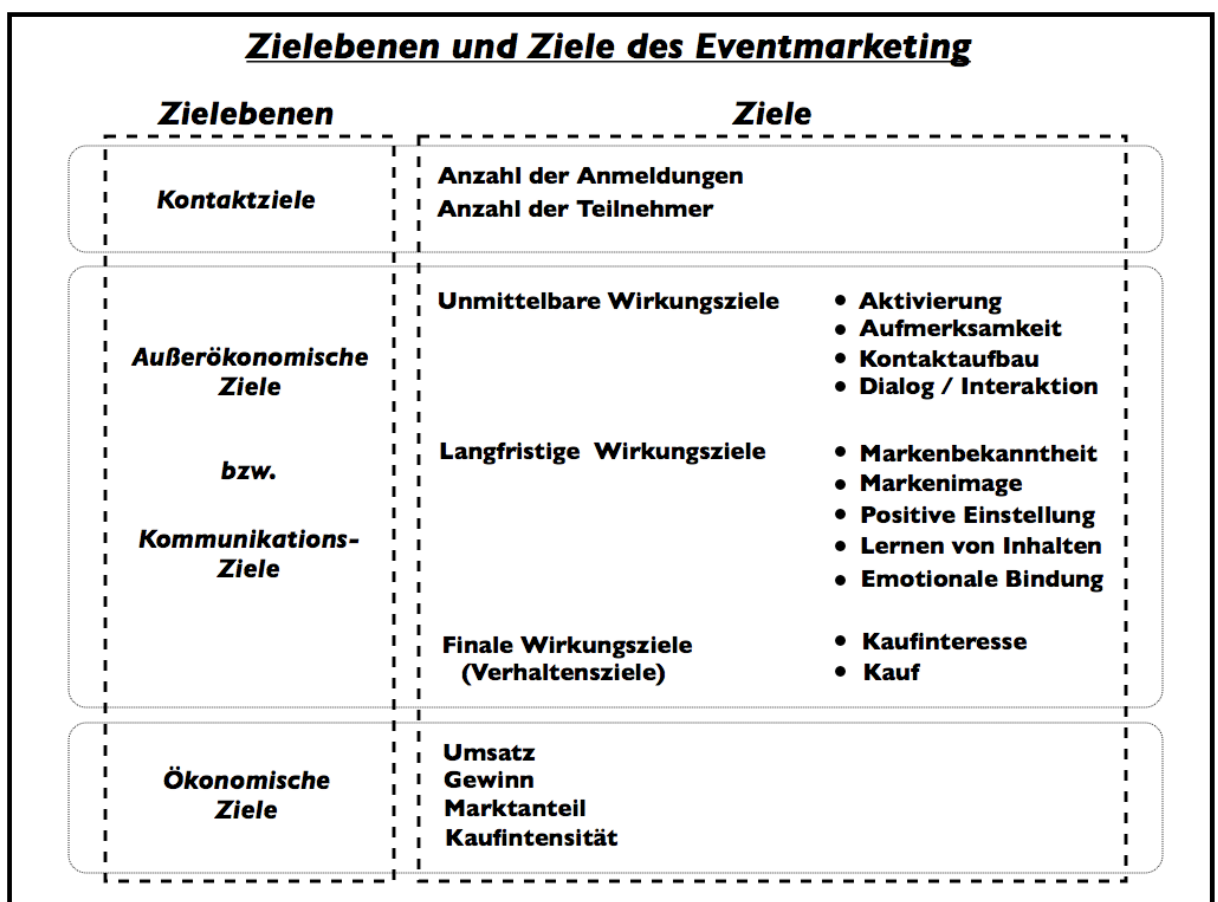 Zielebenen und Ziele des Eventmarketing
Zielebenen
Ziele
Kontaktziele
Anzahl der Anmeldungen
Anzahl der Teilnehmer
Außerökonomische
Ziele
bzw.
Kommunikations-
Ziele
Unmittelbare Wirkungsziele
• Aktivierung
• Aufmerksamkeit
• Kontaktaufbau
• Dialog / Interaktion
Langfristige Wirkungsziele
• Markenbekanntheit
• Markenimage
• Positive Einstellung
• Lernen von Inhalten
• Emotionale Bindung
Finale Wirkungsziele
(Verhaltensziele)
• Kaufinteresse
• Kauf
Ökonomische
Ziele
Umsatz
Gewinn
Marktanteil
Kaufintensität